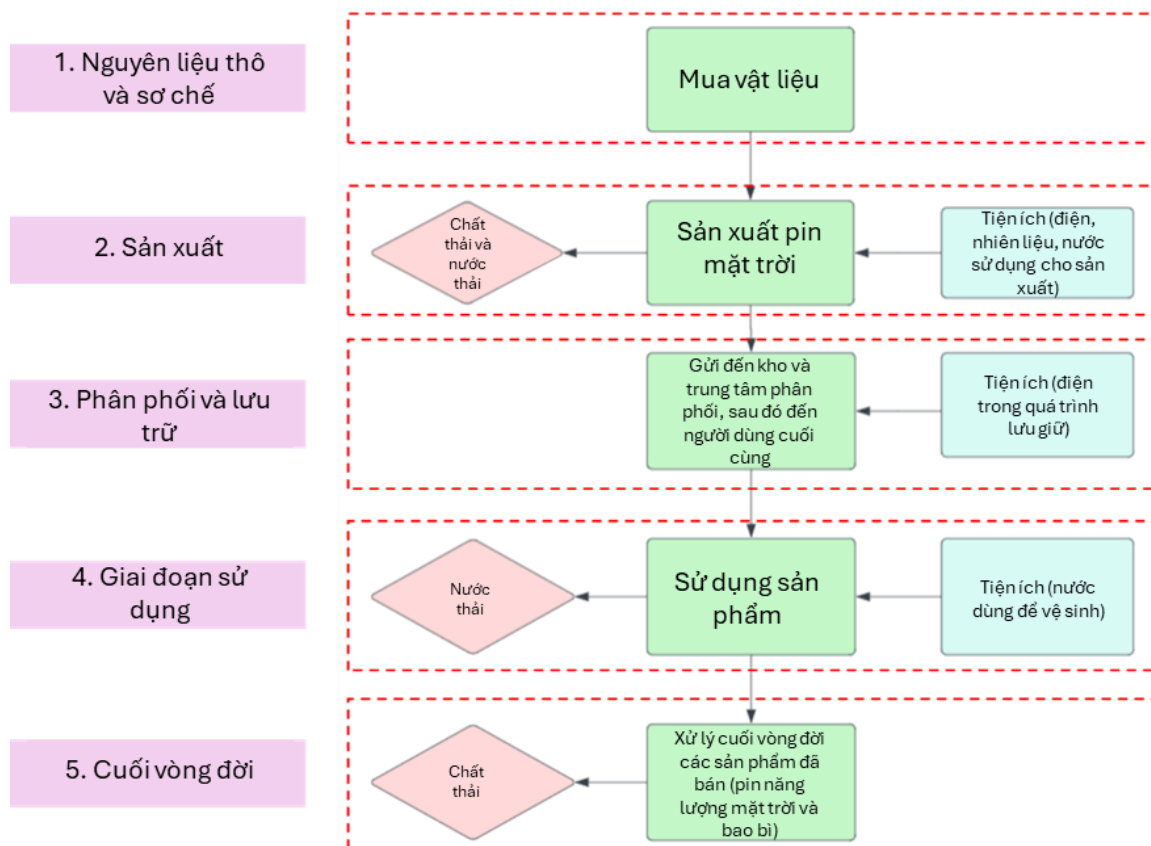 1. Nguyên liệu thô
và sơ chế
Mua vật liệu
2. Sản xuất
Chất
thải và
nước
thải
Sản xuất pin
mặt trời
Tiện ích (điện,
nhiên liệu, nước
sử dụng cho sản
xuất)
3. Phân phối và lưu
trữ
Gửi đến kho và
trung tâm phân
phối, sau đó đến
người dùng cuối
cùng
Tiện ích (điện
trong quá trình
lưu giữ)
4. Giai đoạn sử
dụng
Nước
thải
Sử dụng sản
phẩm
Tiện ích (nước
dùng để vệ sinh)
5. Cuối vòng đời
Chất
thải
Xử lý cuối vòng đời
các sản phẩm đã
bán (pin năng
lượng mặt trời và
bao bì)